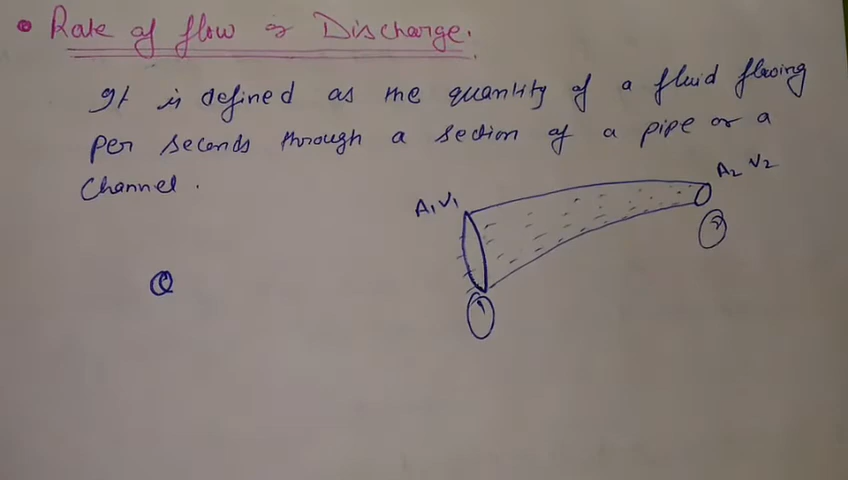 Rate of flow or Discharge.
It is defined as the quantity of a fluid flowing
per seconds through a section of a pipe or a
channel.
A1V1
A2 V2
1
2
Q